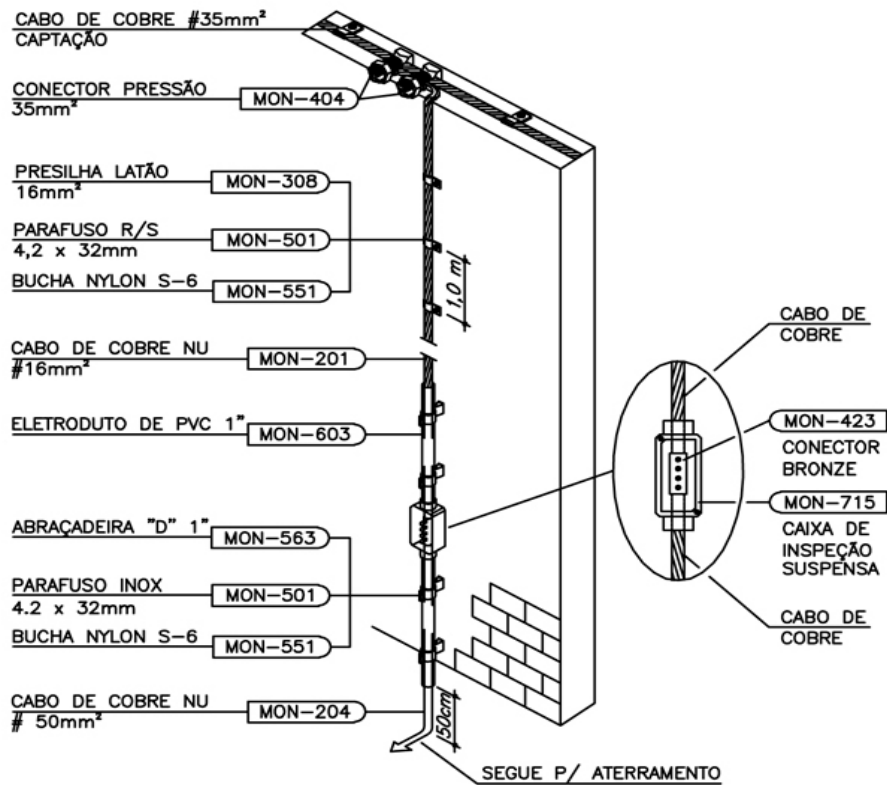 CABO DE COBRE #35mm²
CAPTAÇÃO
CONECTOR PRESSÃO
35mm²
MON-404
PRESILHA LATÃO
16mm²
MON-308
PARAFUSO R/S
4,2 x 32mm
MON-501
BUCHA NYLON S-6
MON-551
1,0 m
CABO DE COBRE NU
#16mm²
MON-201
ELETRODUTO DE PVC 1"
MON-603
ABRAÇADEIRA "D" 1"
MON-563
PARAFUSO INOX
4.2 x 32mm
MON-501
BUCHA NYLON S-6
MON-551
CABO DE COBRE NU
# 50mm²
MON-204
50cm
SEGUE P/ ATERRAMENTO
CABO DE
COBRE
MON-423
CONECTOR
BRONZE
MON-715
CAIXA DE
INSPEÇÃO
SUSPENSA
CABO DE
COBRE